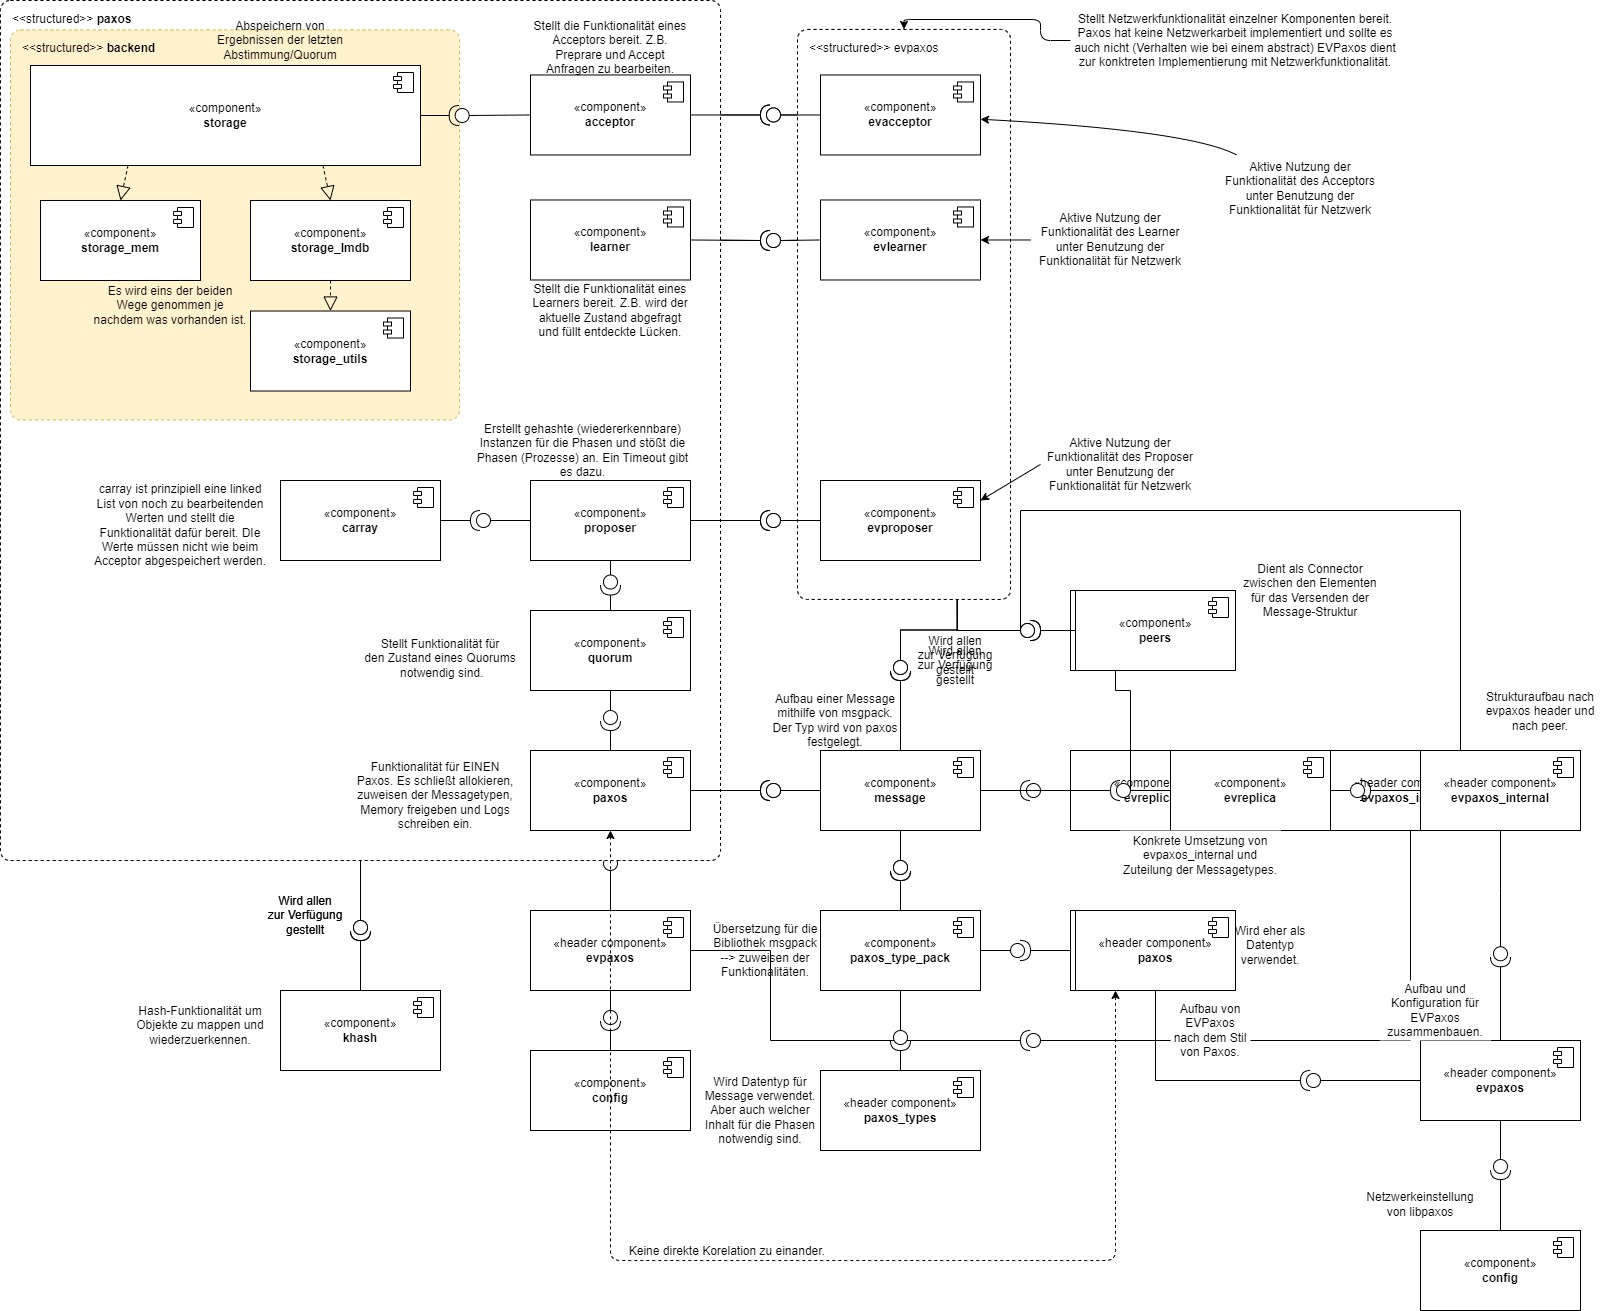 <<structured>> paxos
<<structured>> backend
Abspeichern von
Ergebnissen der letzten
Abstimmung/Quorum
«component»
storage
«component»
storage_mem
«component»
storage_lmdb
Es wird eins der beiden
Wege genommen je
nachdem was vorhanden ist.
«component»
storage_utils
Stellt die Funktionalität eines
Acceptors bereit. Z.B.
Preprare und Accept
Anfragen zu bearbeiten.
«component»
acceptor
«component»
learner
Stellt die Funktionalität eines
Learners bereit. Z.B. wird der
aktuelle Zustand abgefragt
und füllt entdeckte Lücken.
<<structured>> evpaxos
«component»
evacceptor
«component»
evlearner
Stellt Netzwerkfunktionalität einzelner Komponenten bereit.
Paxos hat keine Netzwerkarbeit implementiert und sollte es
auch nicht (Verhalten wie bei einem abstract) EVPaxos dient
zur konktreten Implementierung mit Netzwerkfunktionalität.
Aktive Nutzung der
Funktionalität des Acceptors
unter Benutzung der
Funktionalität für Netzwerk
Aktive Nutzung der
Funktionalität des Learner
unter Benutzung der
Funktionalität für Netzwerk
Erstellt gehashte (wiedererkennbare)
Instanzen für die Phasen und stößt die
Phasen (Prozesse) an. Ein Timeout gibt
es dazu.
carray ist prinzipiell eine linked
List von noch zu bearbeitenden
Werten und stellt die
Funktionalität dafür bereit. DIe
Werte müssen nicht wie beim
Acceptor abgespeichert werden.
«component»
carray
«component»
proposer
«component»
evproposer
Aktive Nutzung der
Funktionalität des Proposer
unter Benutzung der
Funktionalität für Netzwerk
Dient als Connector
zwischen den Elementen
für das Versenden der
Message-Struktur
«component»
peers
Stellt Funktionalität für
den Zustand eines Quorums
notwendig sind.
«component»
quorum
Wird allen
zur Verfügung
gestellt
Wird allen
zur Verfügung
gestellt
Aufbau einer Message
mithilfe von msgpack.
Der Typ wird von paxos
festgelegt.
Strukturaufbau nach
evpaxos header und
nach peer.
Funktionalität für EINEN
Paxos. Es schließt allokieren,
zuweisen der Messagetypen,
Memory freigeben und Logs
schreiben ein.
«component»
paxos
«component»
message
«compone
evreplic
«component»
evreplica
«header com
evpaxos_i
«header component»
evpaxos_internal
Konkrete Umsetzung von
evpaxos_internal und
Zuteilung der Messagetypes.
Wird allen
zur Verfügung
gestellt
«header component»
evpaxos
Übersetzung für die
Bibliothek msgpack
--> zuweisen der
Funktionalitäten.
«component»
paxos_type_pack
«header component»
paxos
Wird eher als
Datentyp
verwendet.
Hash-Funktionalität um
Objekte zu mappen und
wiederzuerkennen.
«component»
khash
Aufbau von
EVPaxos
nach dem Stil
von Paxos.
Aufbau und
Konfiguration für
EVPaxos
zusammenbauen.
«header component»
evpaxos
«component»
config
Wird Datentyp für
Message verwendet.
Aber auch welcher
Inhalt für die Phasen
notwendig sind.
«header component»
paxos_types
Netzwerkeinstellung
von libpaxos
Keine direkte Korelation zu einander.
«component»
config